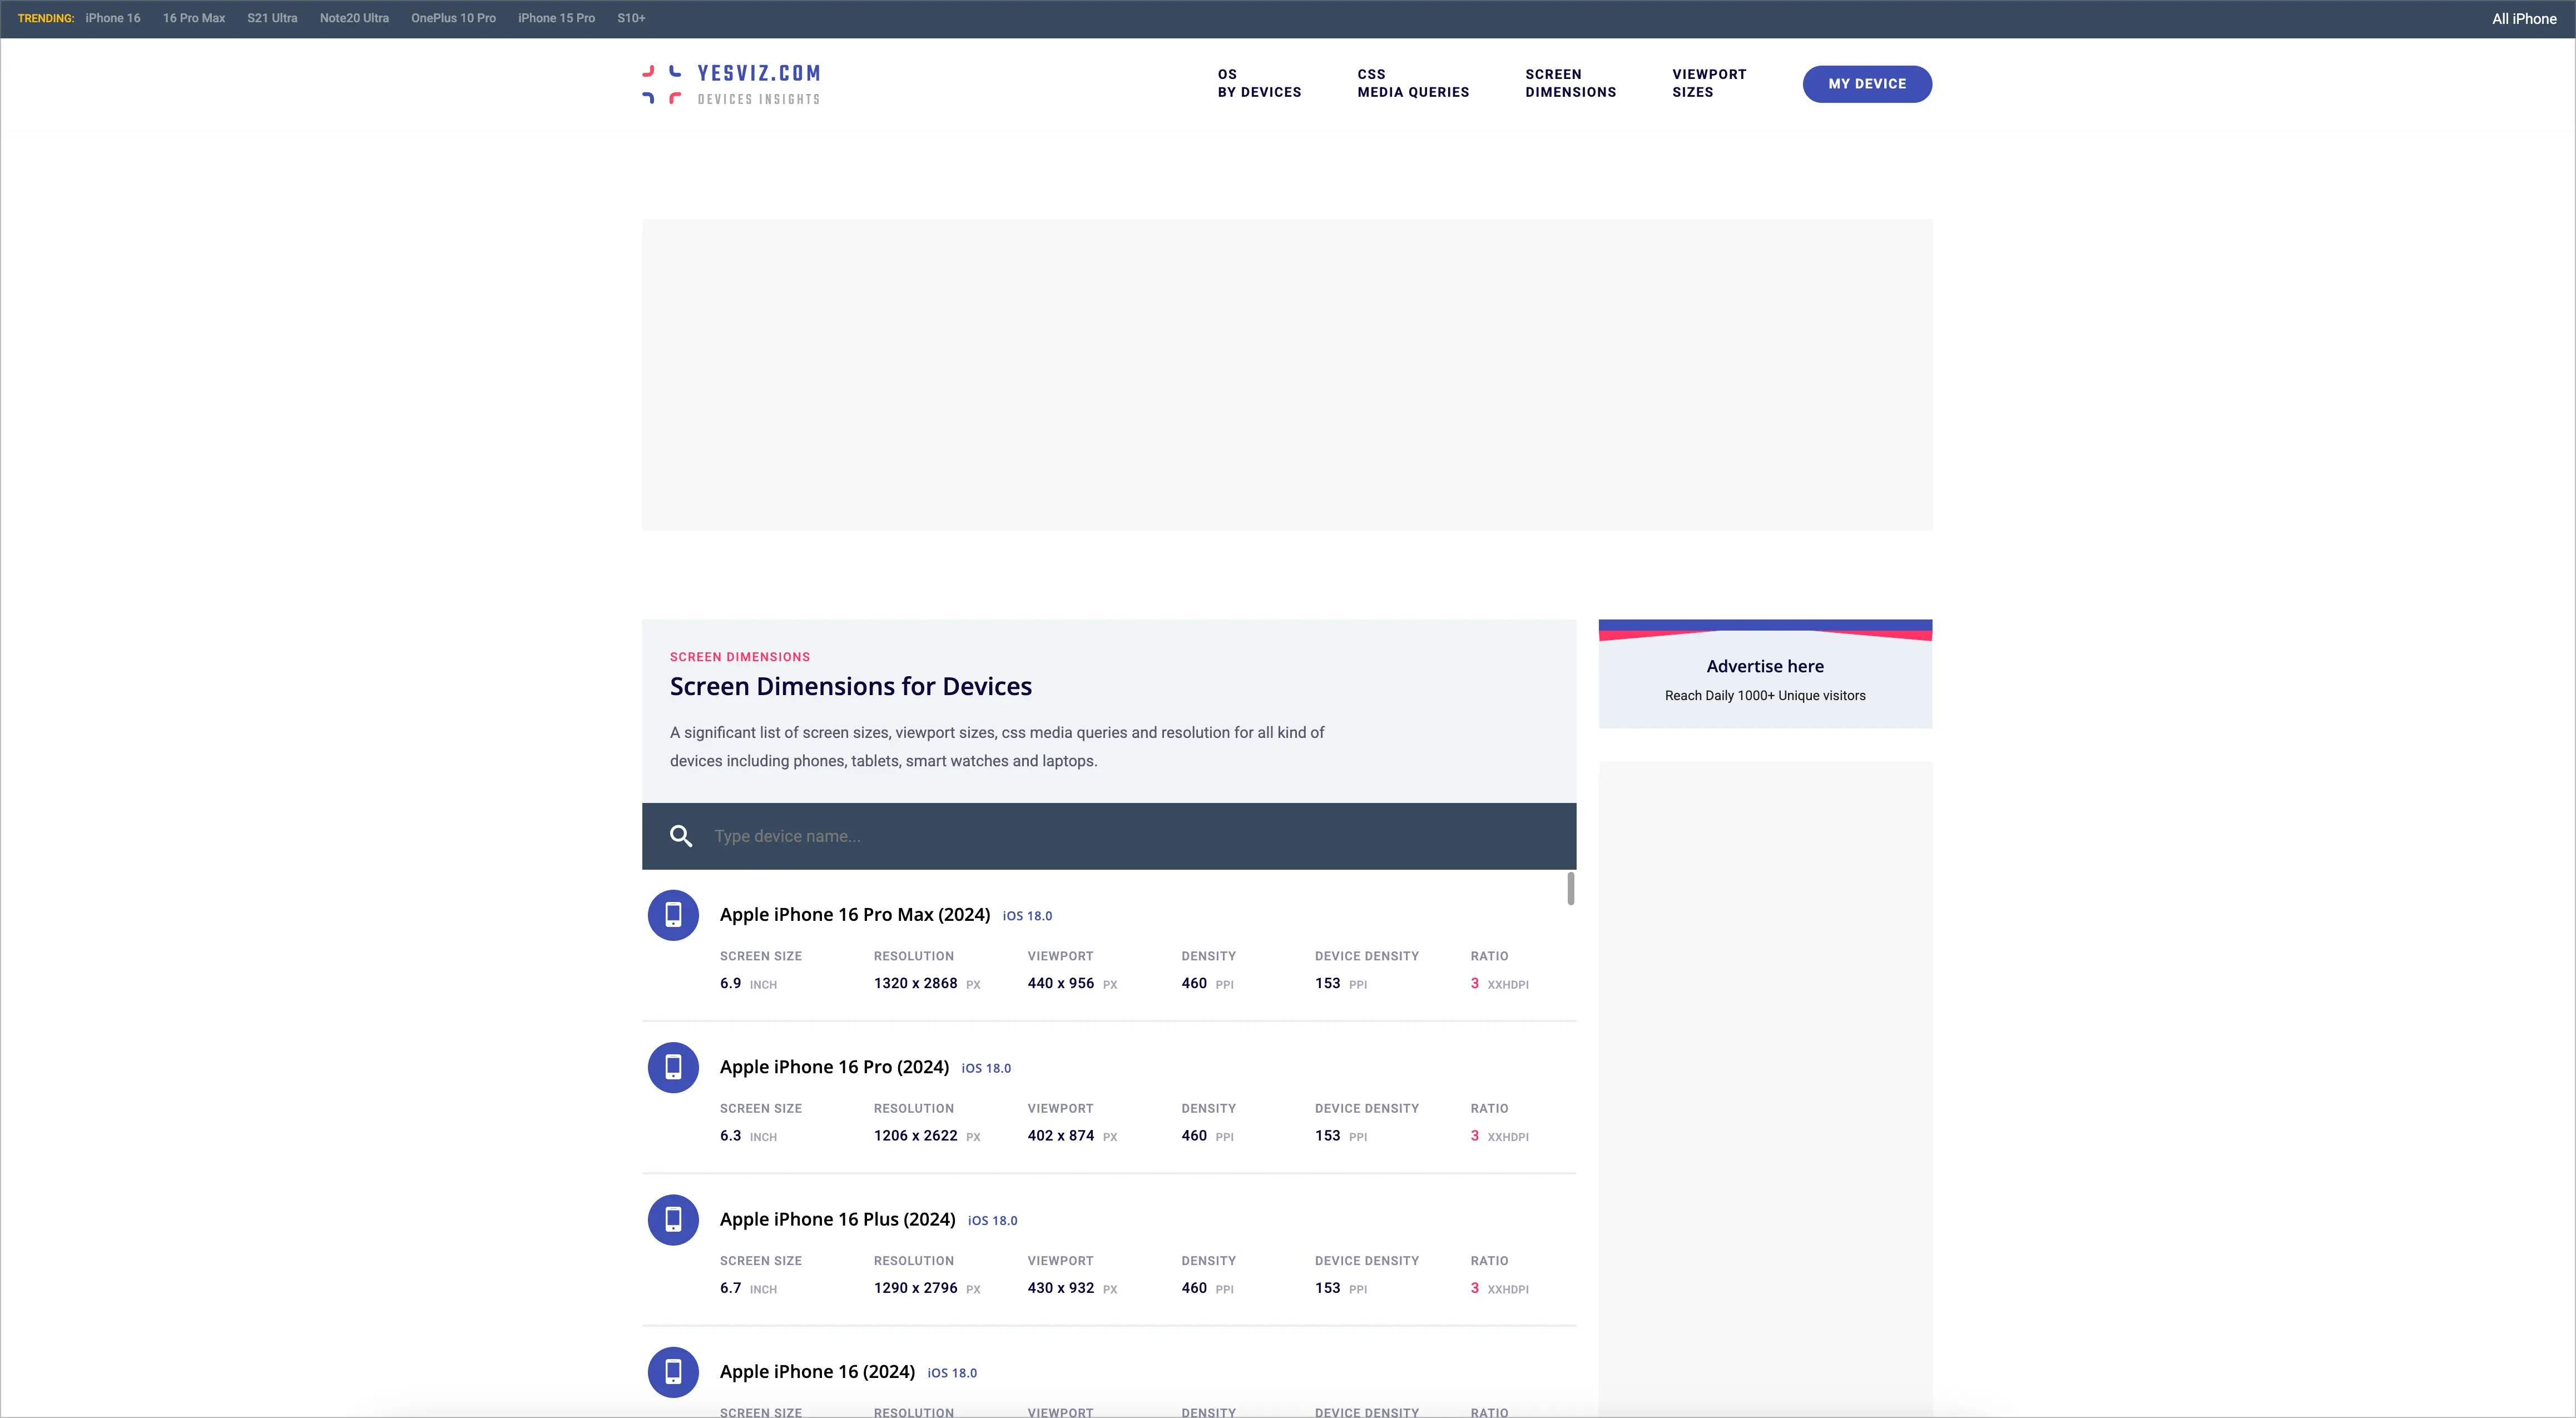 TRENDING: iPhone 16 16 Pro Max S21 Ultra Note20 Ultra OnePlus 10 Pro iPhone 15 Pro S10+ All iPhone
YESVIZ.COM
DEVICES INSIGHTS
OS
BY DEVICES
CSS
MEDIA QUERIES
SCREEN
DIMENSIONS
VIEWPORT
SIZES
MY DEVICE
SCREEN DIMENSIONS
Screen Dimensions for Devices
A significant list of screen sizes, viewport sizes, css media queries and resolution for all kind of
devices including phones, tablets, smart watches and laptops.
Advertise here
Reach Daily 1000+ Unique visitors
Type device name...
Apple iPhone 16 Pro Max (2024) iOS 18.0
SCREEN SIZE RESOLUTION VIEWPORT DENSITY DEVICE DENSITY RATIO
6.9 INCH 1320 x 2868 PX 440 x 956 PX 460 PPI 153 PPI 3 XXHDPI
Apple iPhone 16 Pro (2024) iOS 18.0
SCREEN SIZE RESOLUTION VIEWPORT DENSITY DEVICE DENSITY RATIO
6.3 INCH 1206 x 2622 PX 402 x 874 PX 460 PPI 153 PPI 3 XXHDPI
Apple iPhone 16 Plus (2024) iOS 18.0
SCREEN SIZE RESOLUTION VIEWPORT DENSITY DEVICE DENSITY RATIO
6.7 INCH 1290 x 2796 PX 430 x 932 PX 460 PPI 153 PPI 3 XXHDPI
Apple iPhone 16 (2024) iOS 18.0
SCREEN SIZE RESOLUTION VIEWPORT DENSITY DEVICE DENSITY RATIO